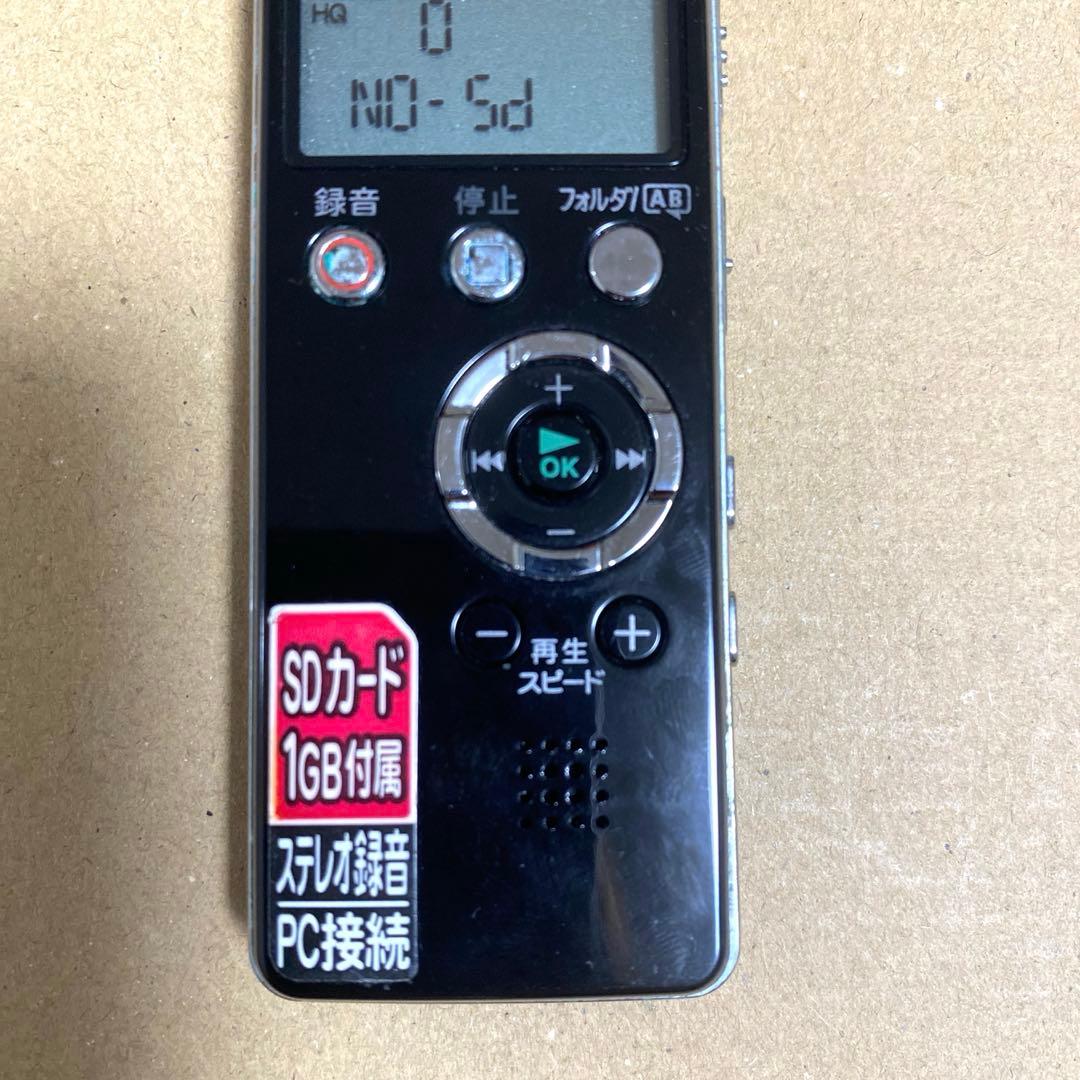 HQ
0
NO-Sd
録音 停止 フォルダ/AB
+
OK
−
− 再生 +
スピード
SDカード
1GB付属
ステレオ録音
PC接続